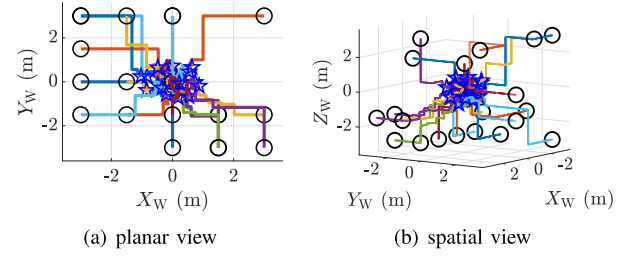 2
0
-2
Y_W (m)
-2 0 2
X_W (m)
(a) planar view
2
0
-2
Z_W (m)
-2 0 2
Y_W (m)
2 0 -2
X_W (m)
(b) spatial view